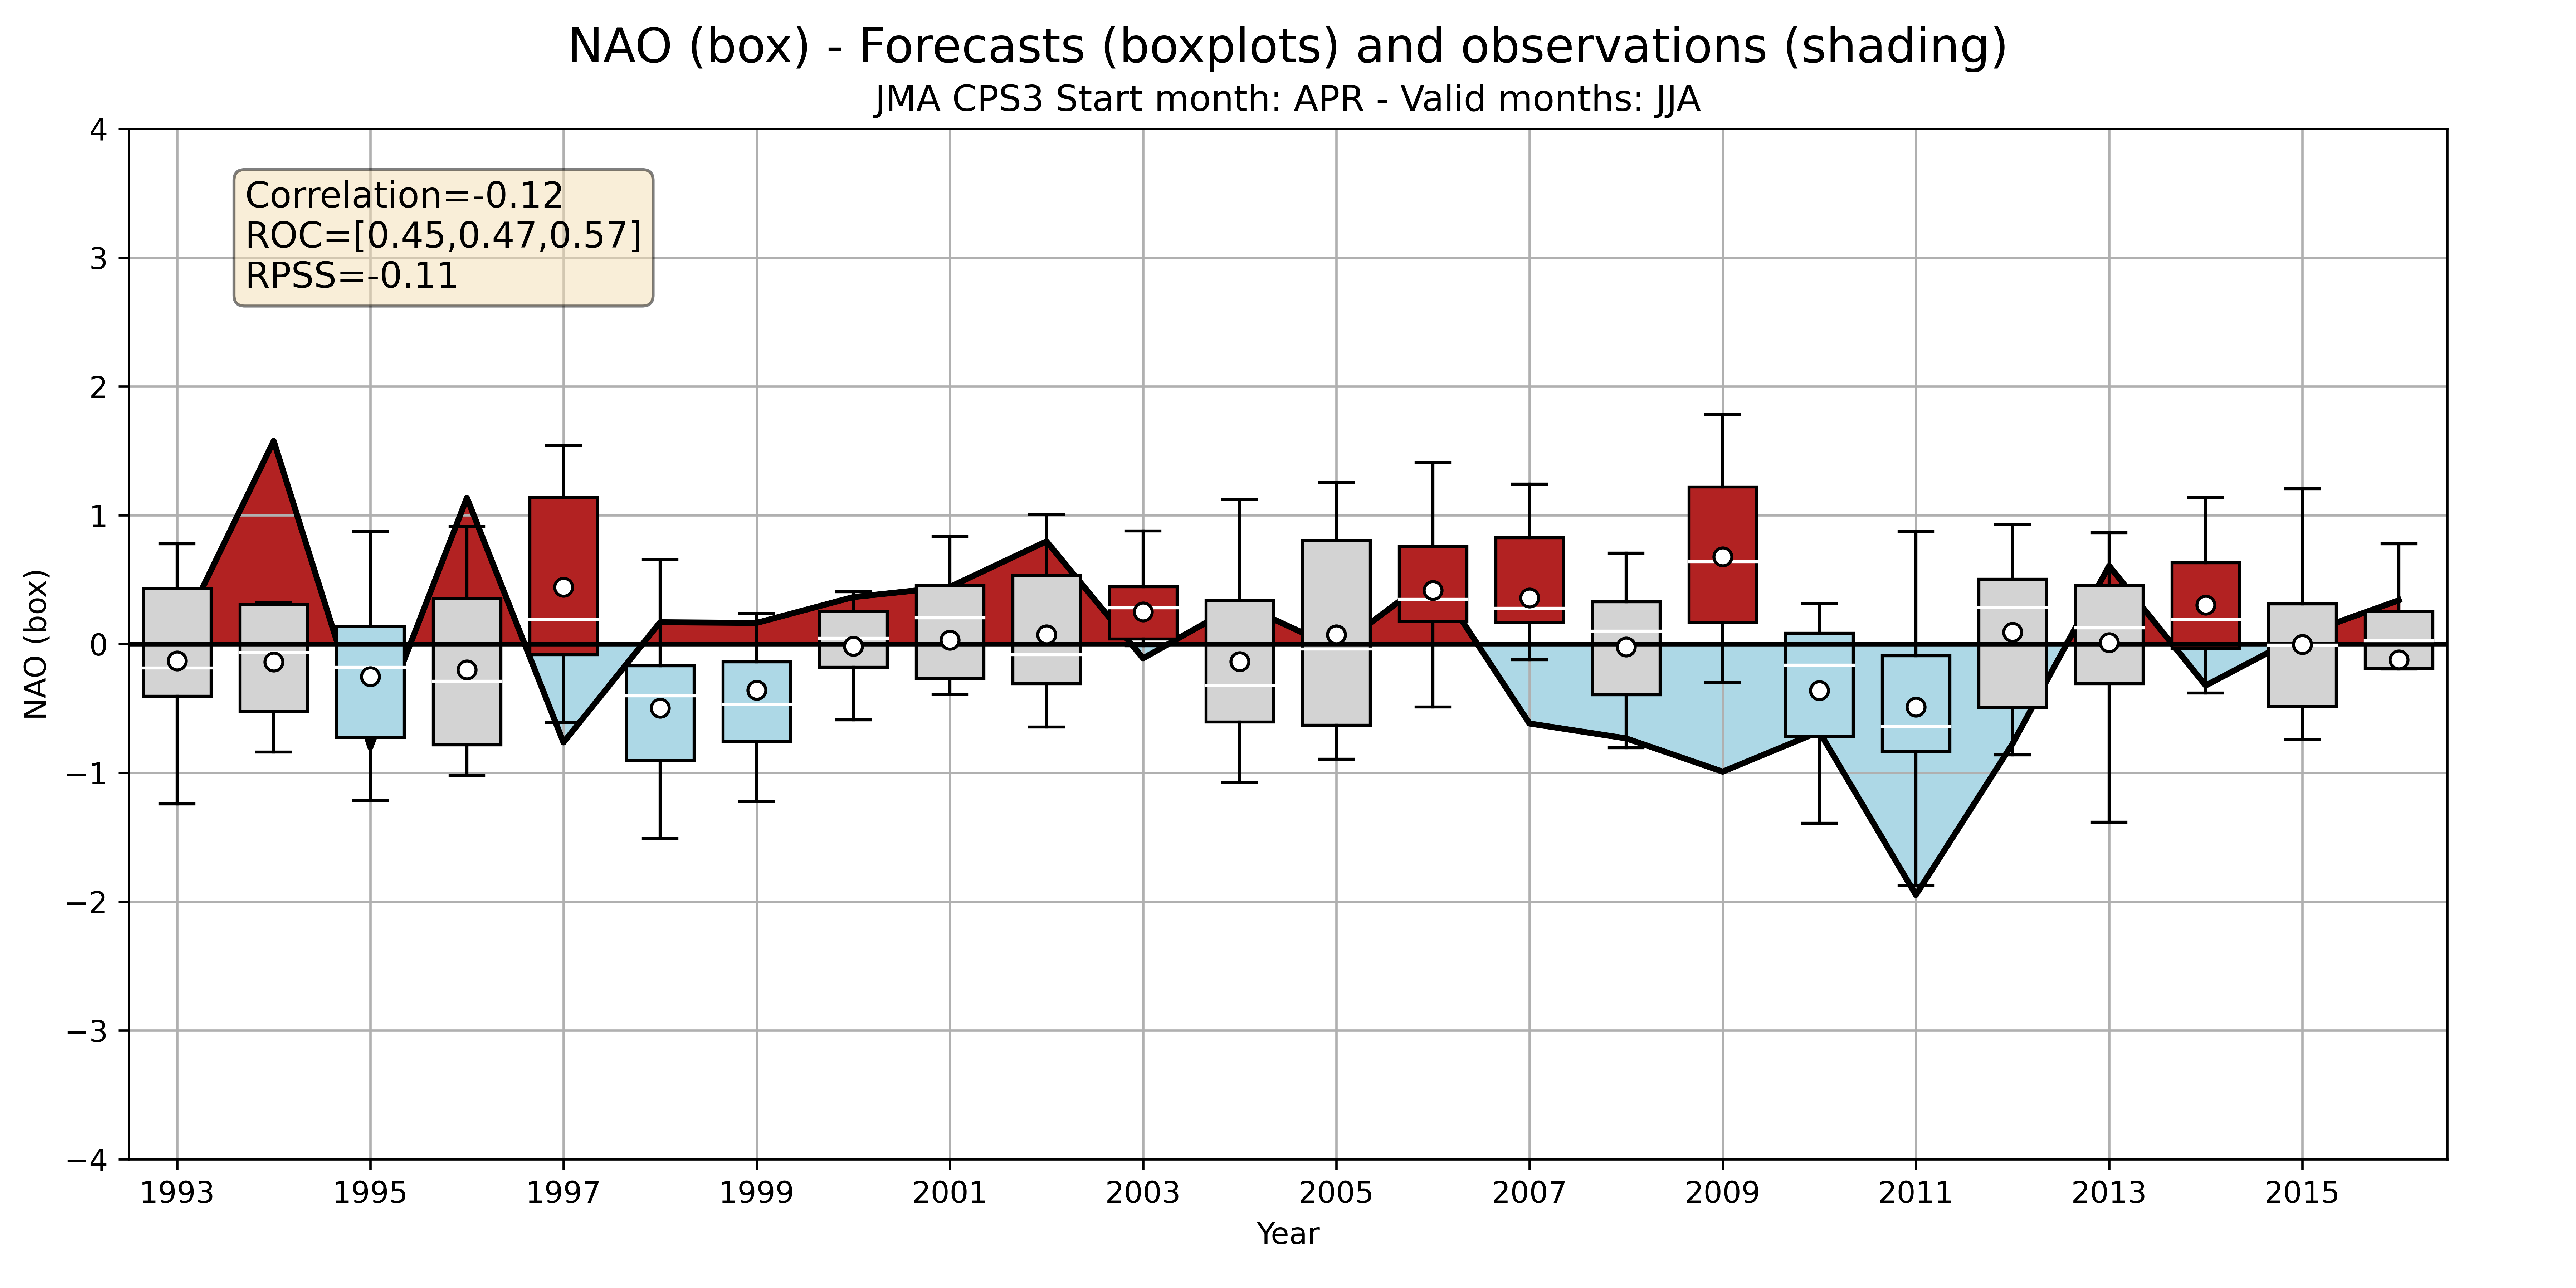 NAO (box) - Forecasts (boxplots) and observations (shading)
JMA CPS3 Start month: APR - Valid months: JJA
Correlation=-0.12
ROC=[0.45,0.47,0.57]
RPSS=-0.11
4
3
2
1
0
−1
−2
−3
−4
NAO (box)
1993 1995 1997 1999 2001 2003 2005 2007 2009 2011 2013 2015
Year